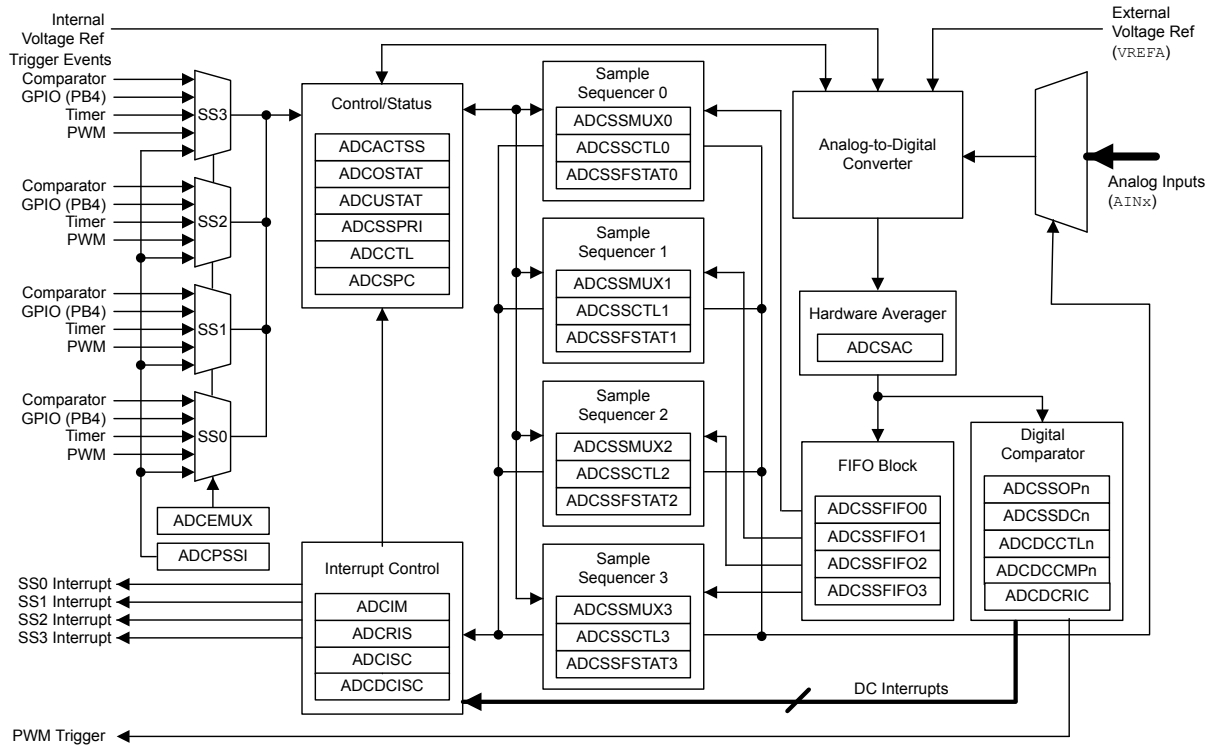 Internal
Voltage Ref
Trigger Events
Comparator
GPIO (PB4)
Timer
PWM
SS3
Comparator
GPIO (PB4)
Timer
PWM
SS2
Comparator
GPIO (PB4)
Timer
PWM
SS1
Comparator
GPIO (PB4)
Timer
PWM
SS0
ADCEMUX
ADCPSSI
SS0 Interrupt
SS1 Interrupt
SS2 Interrupt
SS3 Interrupt
PWM Trigger
Control/Status
ADCACTSS
ADCOSTAT
ADCUSTAT
ADCSSPRI
ADCCTL
ADCSPC
Interrupt Control
ADCIM
ADCRIS
ADCISC
ADCDCISC
Sample
Sequencer 0
ADCSSMUX0
ADCSSCTL0
ADCSSFSTAT0
Sample
Sequencer 1
ADCSSMUX1
ADCSSCTL1
ADCSSFSTAT1
Sample
Sequencer 2
ADCSSMUX2
ADCSSCTL2
ADCSSFSTAT2
Sample
Sequencer 3
ADCSSMUX3
ADCSSCTL3
ADCSSFSTAT3
Analog-to-Digital
Converter
Hardware Averager
ADCSAC
FIFO Block
ADCSSFIFO0
ADCSSFIFO1
ADCSSFIFO2
ADCSSFIFO3
External
Voltage Ref
(VREFA)
Analog Inputs
(AINx)
Digital
Comparator
ADCSSOPn
ADCSSDCn
ADCDCCTLn
ADCDCCMPn
ADCDCRIC
DC Interrupts